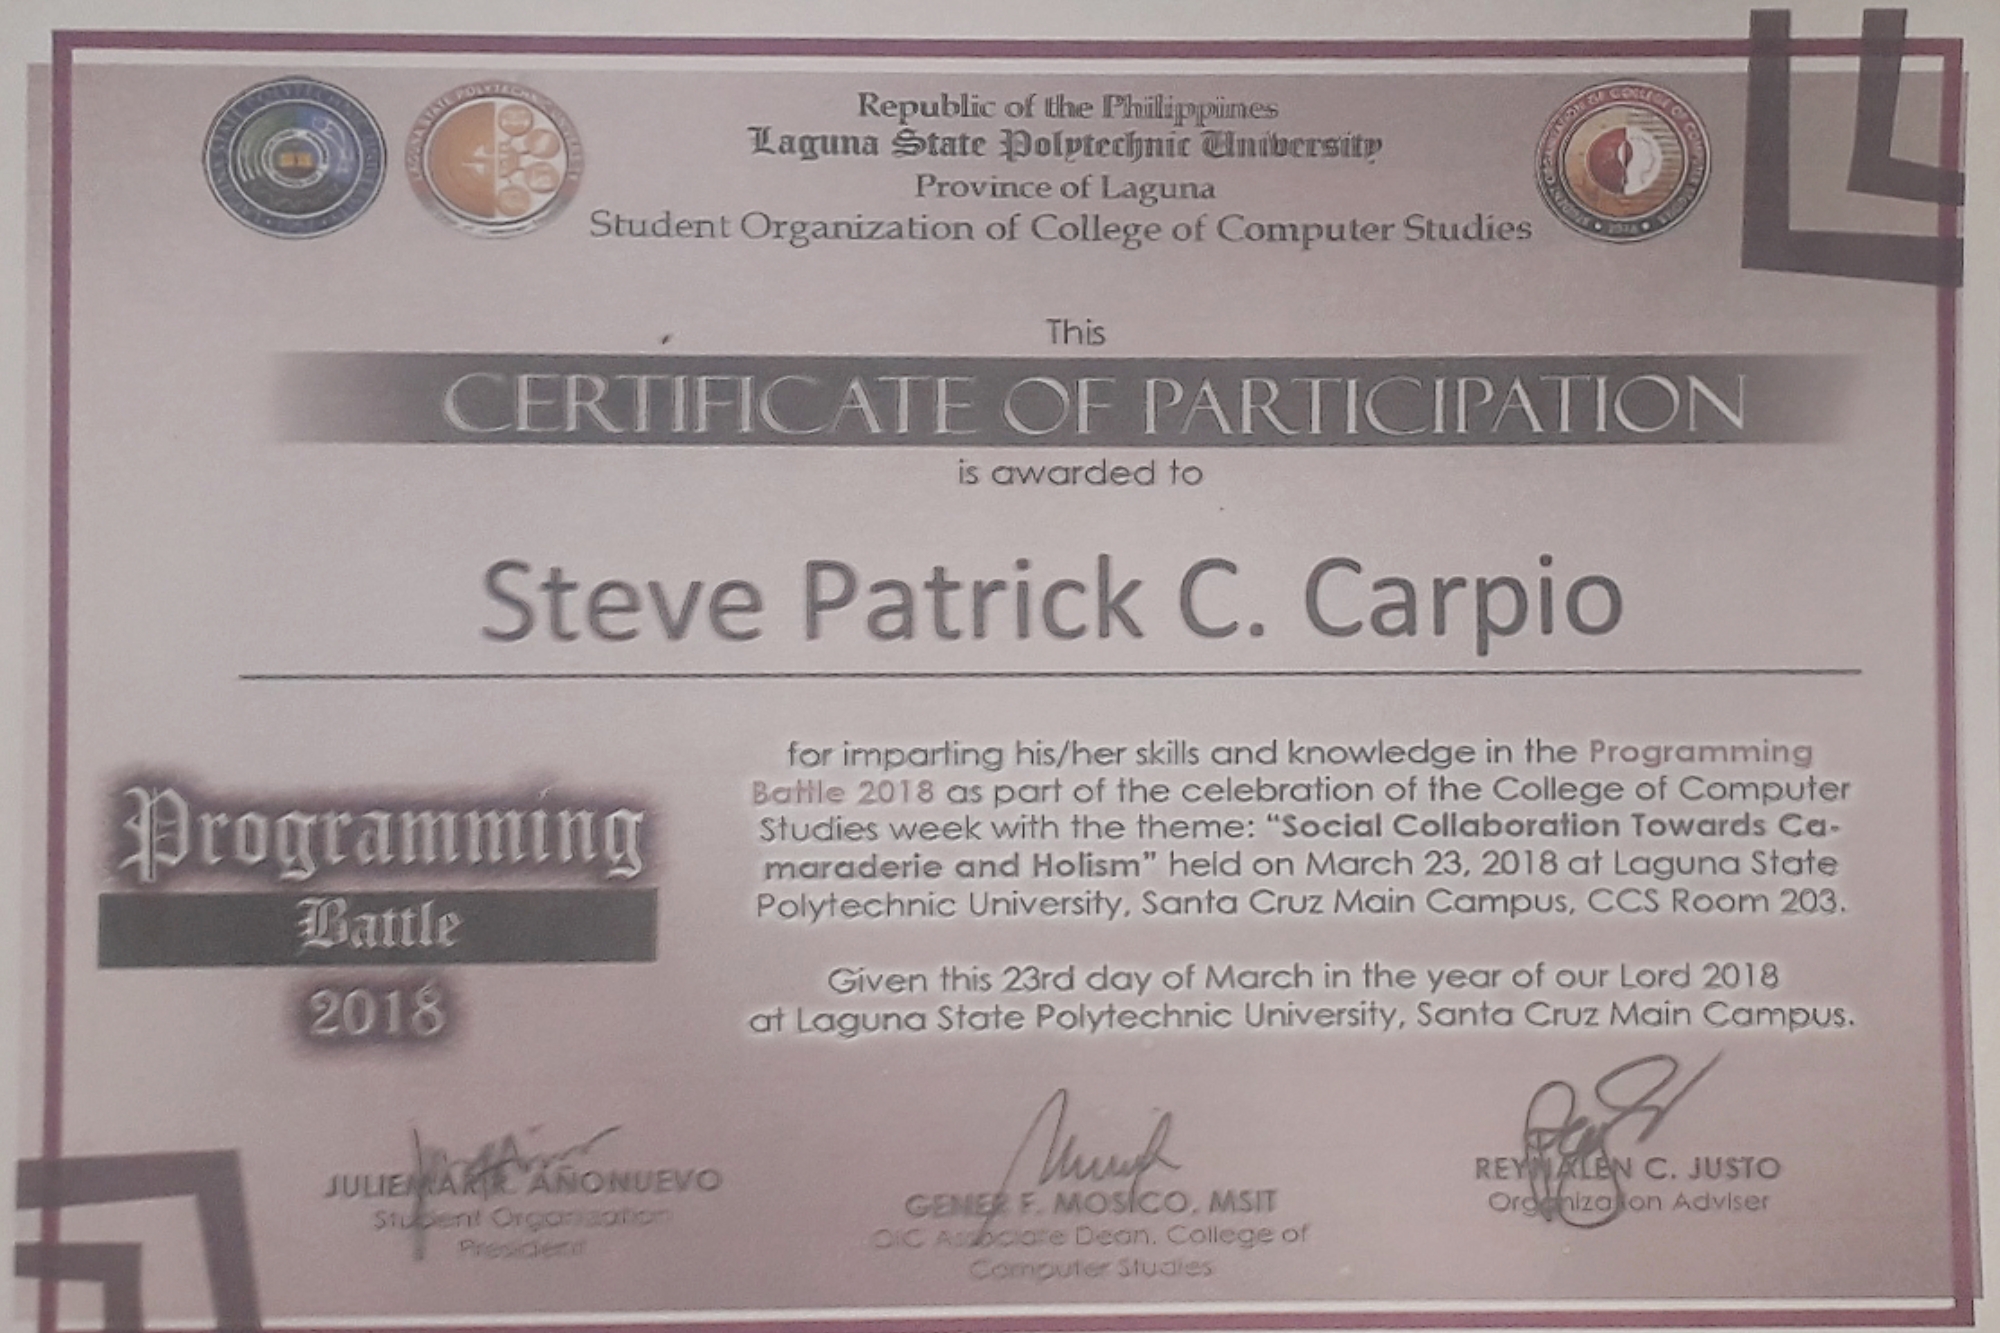 Republic of the Philippines
Laguna State Polytechnic University
Province of Laguna
Student Organization of College of Computer Studies
This
CERTIFICATE OF PARTICIPATION
is awarded to
Steve Patrick C. Carpio
for imparting his/her skills and knowledge in the Programming
Battle 2018 as part of the celebration of the College of Computer
Studies week with the theme: “Social Collaboration Towards Ca-
maraderie and Holism” held on March 23, 2018 at Laguna State
Polytechnic University, Santa Cruz Main Campus, CCS Room 203.
Programming
Battle
2018
Given this 23rd day of March in the year of our Lord 2018
at Laguna State Polytechnic University, Santa Cruz Main Campus.
AÑONUEVO
Student Organization
President
GENER F. MOSICO, MSIT
OIC Associate Dean, College of
Computer Studies
REYNALEN C. JUSTO
Organization Adviser